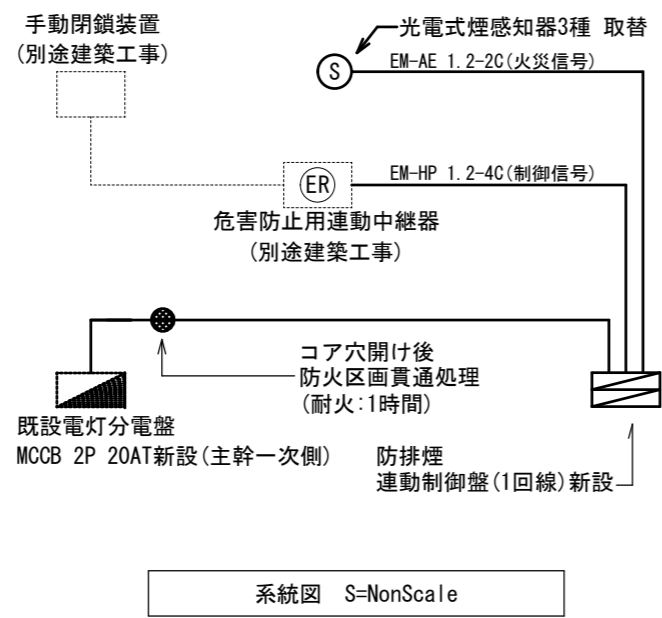 手動閉鎖装置
(別途建築工事)
光電式煙感知器3種 取替
S
EM-AE 1.2-2C(火災信号)
ER
EM-HP 1.2-4C(制御信号)
危害防止用連動中継器
(別途建築工事)
コア穴開け後
防火区画貫通処理
(耐火:1時間)
既設電灯分電盤
MCCB 2P 20AT新設(主幹一次側)
防排煙
連動制御盤(1回線)新設
系統図 S=NonScale